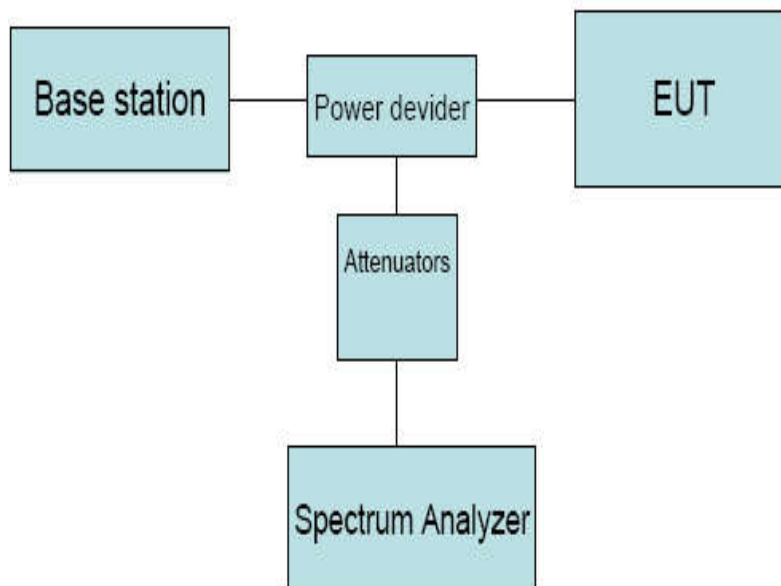 Base station
Power devider
EUT
Attenuators
Spectrum Analyzer